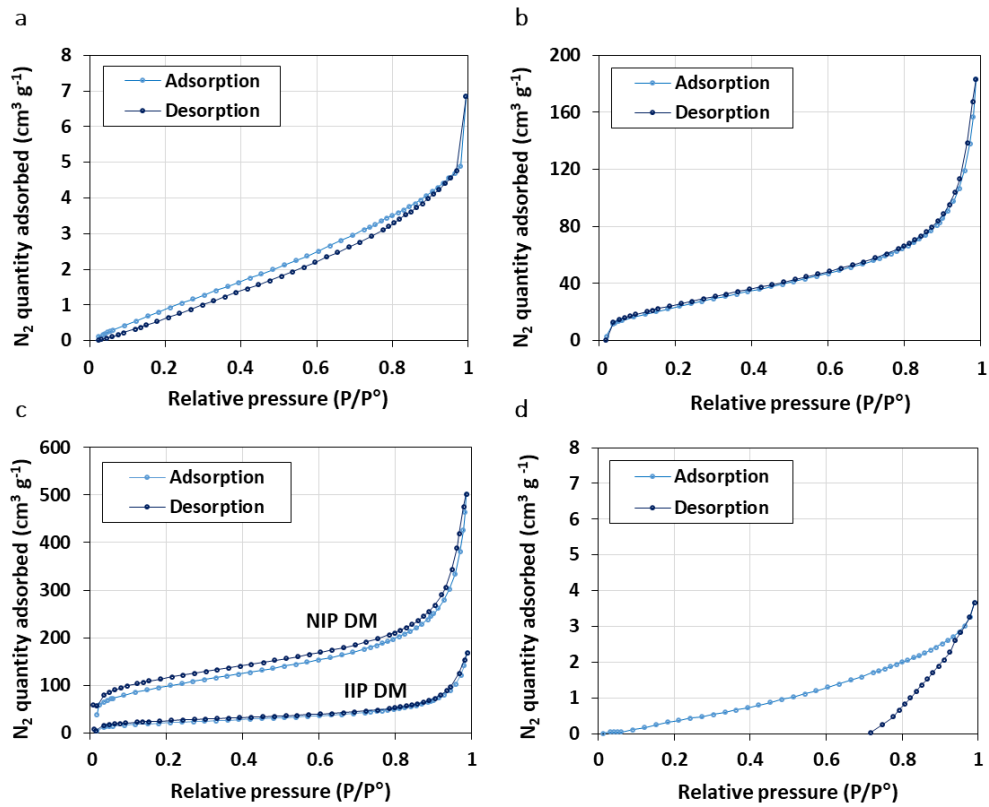 a
N₂ quantity adsorbed (cm³ g⁻¹)
8
7
6
5
4
3
2
1
0
Adsorption
Desorption
0 0.2 0.4 0.6 0.8 1
Relative pressure (P/P°)
b
N₂ quantity adsorbed (cm³ g⁻¹)
200
160
120
80
40
0
Adsorption
Desorption
0 0.2 0.4 0.6 0.8 1
Relative pressure (P/P°)
c
N₂ quantity adsorbed (cm³ g⁻¹)
600
500
400
300
200
100
0
Adsorption
Desorption
NIP DM
IIP DM
0 0.2 0.4 0.6 0.8 1
Relative pressure (P/P°)
d
N₂ quantity adsorbed (cm³ g⁻¹)
8
7
6
5
4
3
2
1
0
Adsorption
Desorption
0 0.2 0.4 0.6 0.8 1
Relative pressure (P/P°)